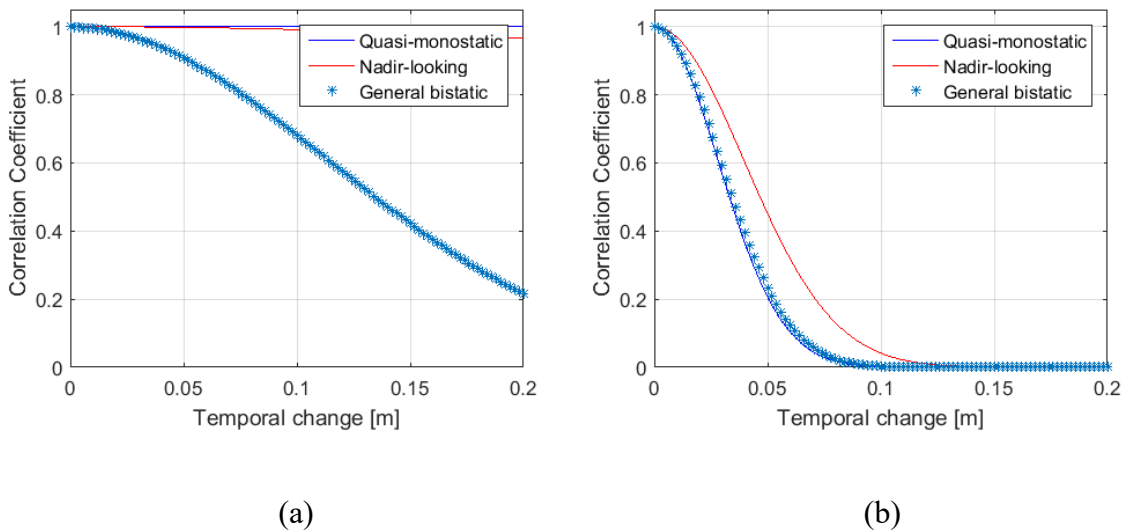 1
0.8
0.6
0.4
0.2
0
Correlation Coefficient
Quasi-monostatic
Nadir-looking
General bistatic
0 0.05 0.1 0.15 0.2
Temporal change [m]
(a)
1
0.8
0.6
0.4
0.2
0
Correlation Coefficient
Quasi-monostatic
Nadir-looking
General bistatic
0 0.05 0.1 0.15 0.2
Temporal change [m]
(b)